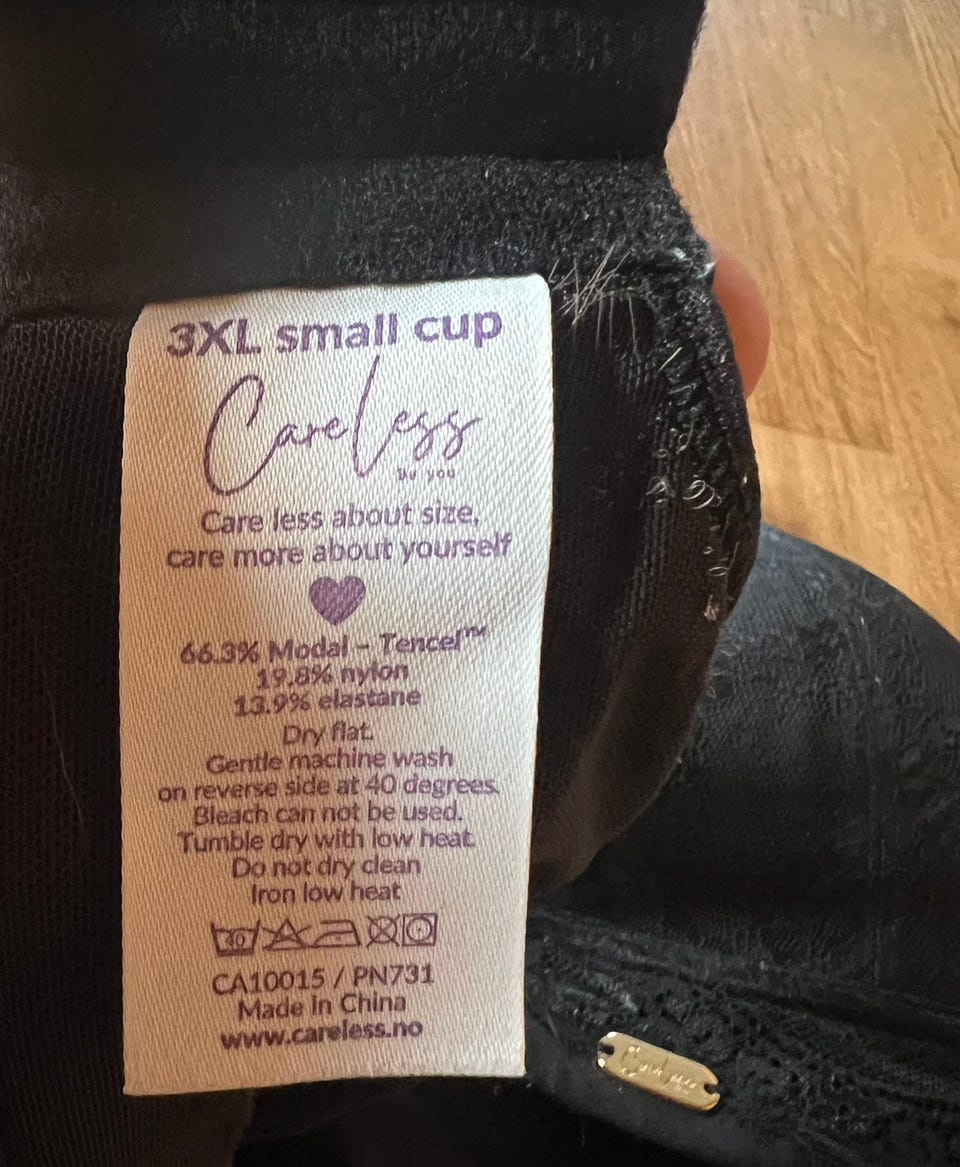 3XL small cup
CareLess
be you
Care less about size,
care more about yourself
66.3% Modal – Tencel™
19.8% nylon
13.9% elastane
Dry flat.
Gentle machine wash
on reverse side at 40 degrees.
Bleach can not be used.
Tumble dry with low heat.
Do not dry clean
Iron low heat
40
CA10015 / PN731
Made in China
www.careless.no
CareLess